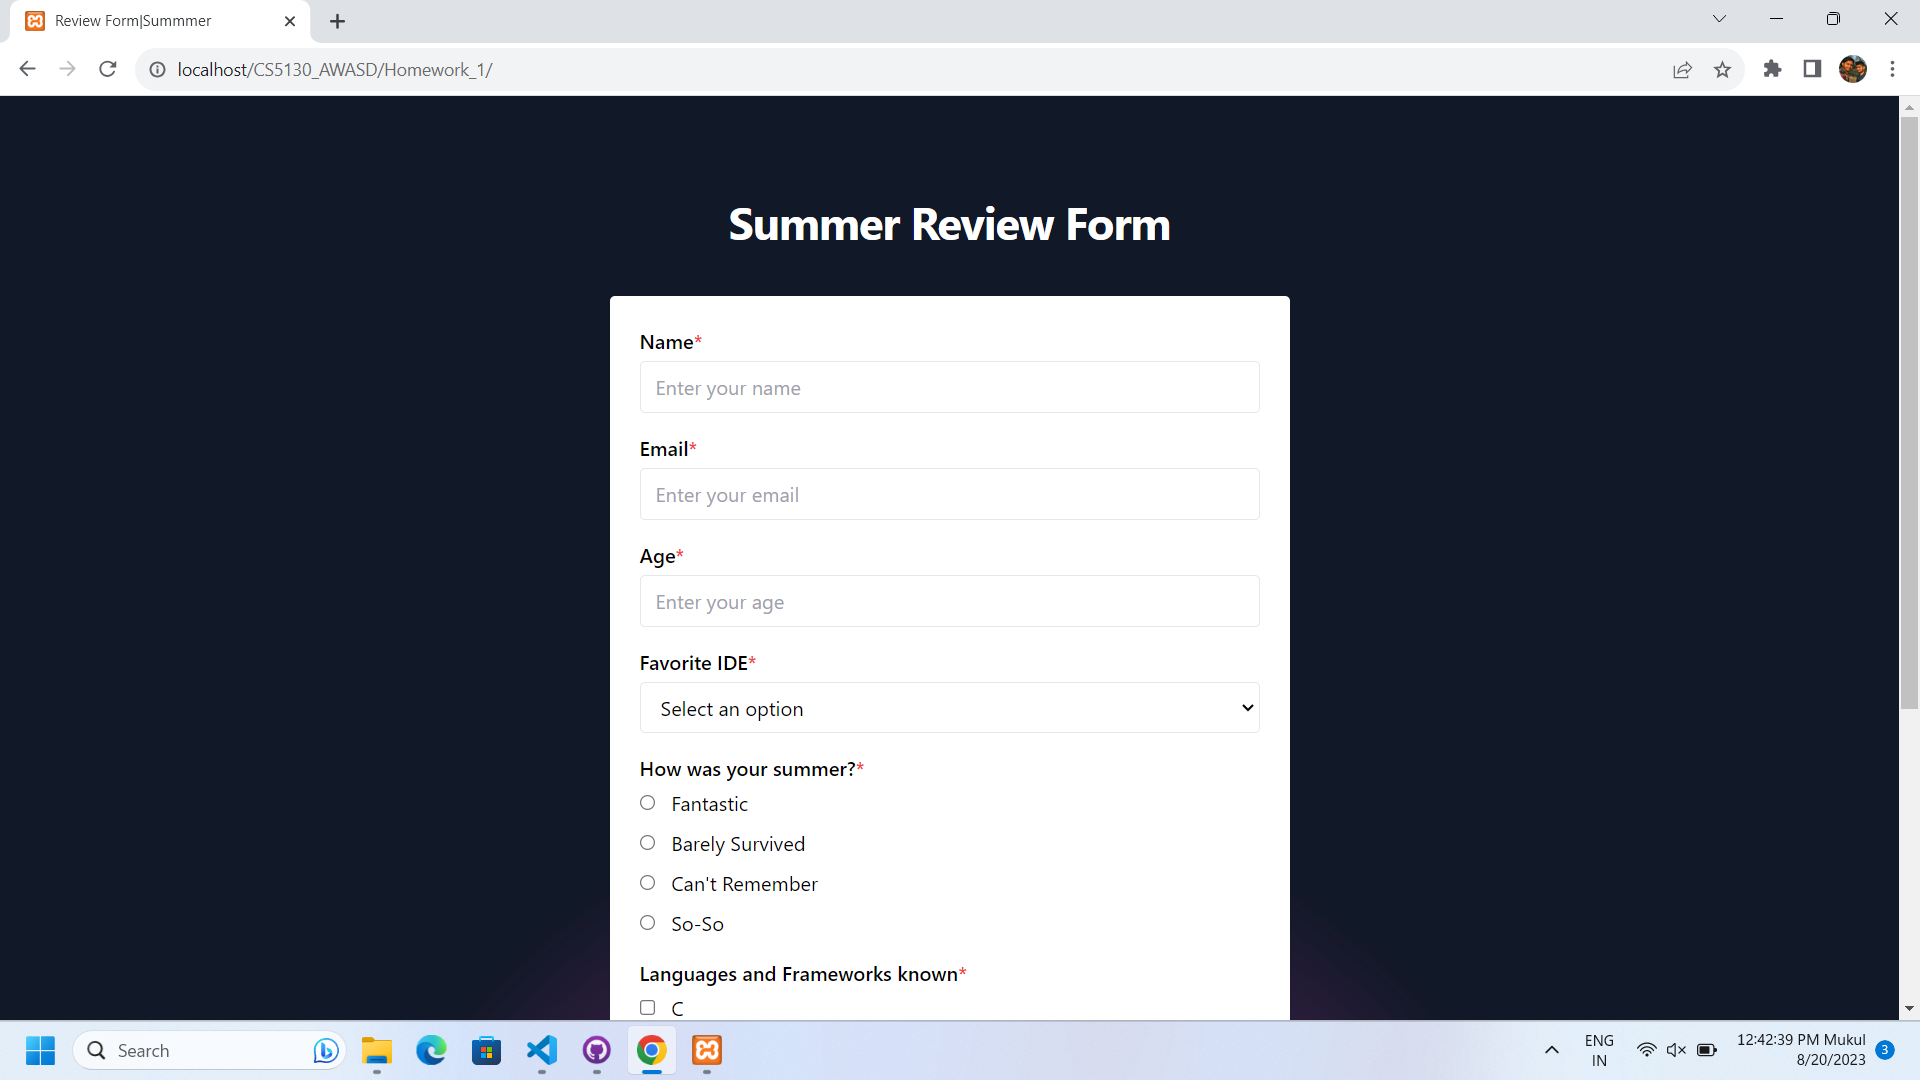 Review Form|Summmer
localhost/CS5130_AWASD/Homework_1/
Summer Review Form
Name*
Enter your name
Email*
Enter your email
Age*
Enter your age
Favorite IDE*
Select an option
How was your summer?*
Fantastic
Barely Survived
Can't Remember
So-So
Languages and Frameworks known*
C
Search
ENG
IN
12:42:39 PM Mukul
8/20/2023
3